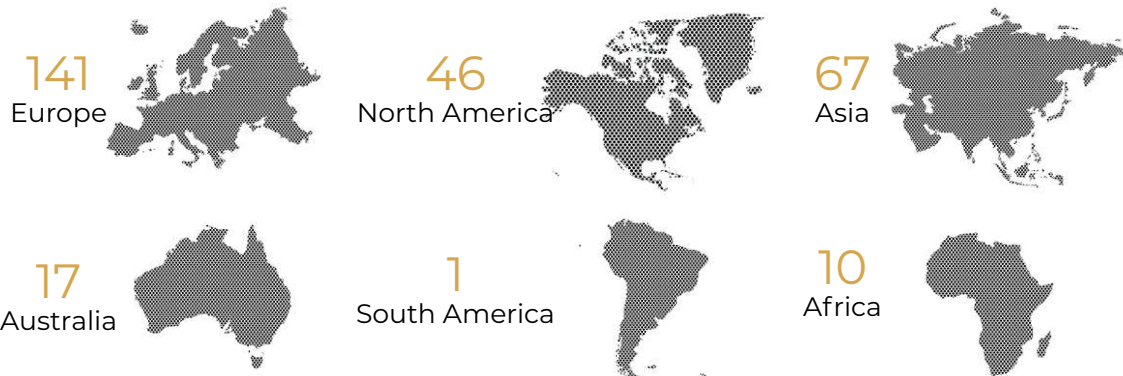 141
Europe
46
North America
67
Asia
17
Australia
1
South America
10
Africa